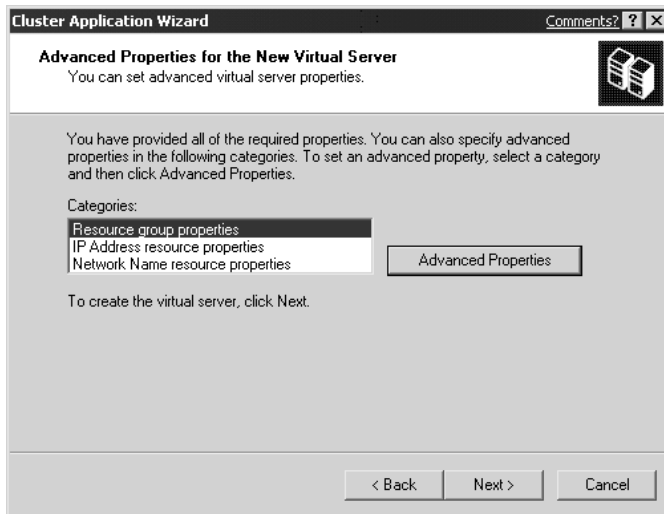 Cluster Application Wizard
Comments? ? X
Advanced Properties for the New Virtual Server
You can set advanced virtual server properties.
You have provided all of the required properties. You can also specify advanced
properties in the following categories. To set an advanced property, select a category
and then click Advanced Properties.
Categories:
Resource group properties
IP Address resource properties
Network Name resource properties
Advanced Properties
To create the virtual server, click Next.
< Back
Next >
Cancel